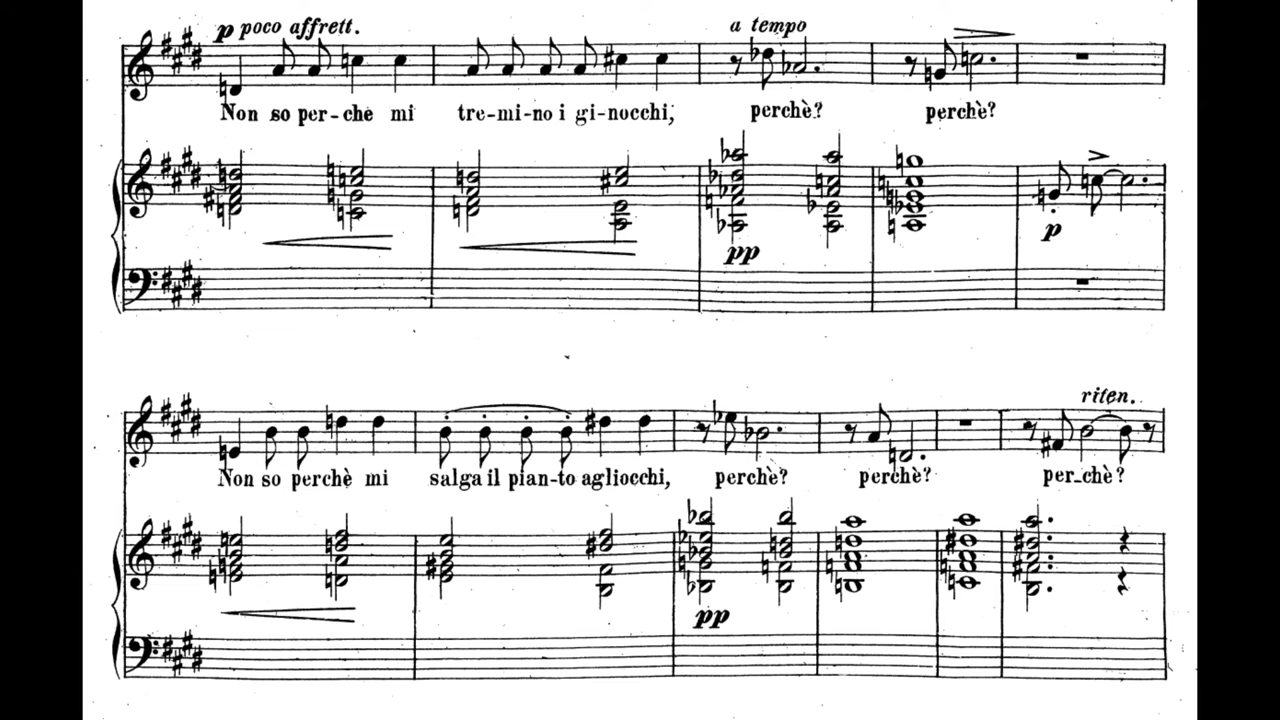 p poco affrett. a tempo
Non so per-che mi tre-mi-no i gi-nocchi, perchè? perchè?
pp p
riten.
Non so perchè mi salga il pian-to agliocchi, perchè? perchè? per-chè?
pp